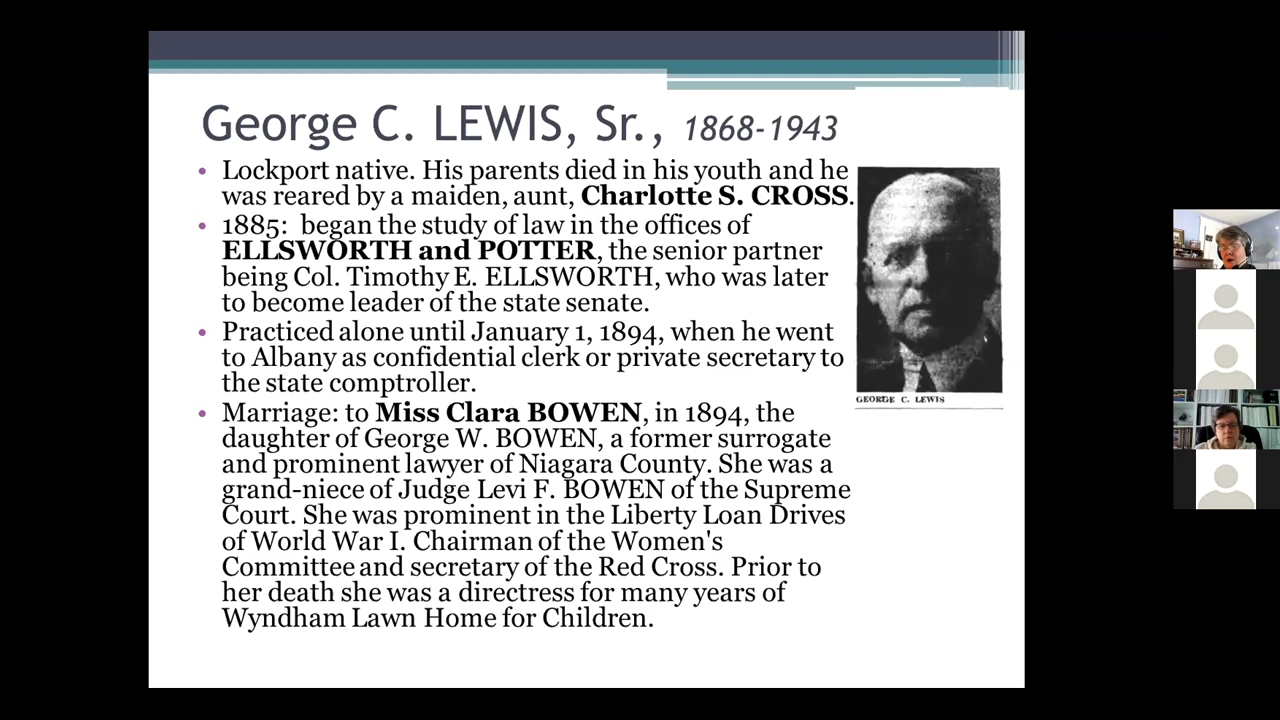 George C. LEWIS, Sr., 1868-1943
• Lockport native. His parents died in his youth and he
was reared by a maiden, aunt, Charlotte S. CROSS.
• 1885:  began the study of law in the offices of
ELLSWORTH and POTTER, the senior partner
being Col. Timothy E. ELLSWORTH, who was later
to become leader of the state senate.
• Practiced alone until January 1, 1894, when he went
to Albany as confidential clerk or private secretary to
the state comptroller.
• Marriage: to Miss Clara BOWEN, in 1894, the
daughter of George W. BOWEN, a former surrogate
and prominent lawyer of Niagara County. She was a
grand-niece of Judge Levi F. BOWEN of the Supreme
Court. She was prominent in the Liberty Loan Drives
of World War I. Chairman of the Women's
Committee and secretary of the Red Cross. Prior to
her death she was a directress for many years of
Wyndham Lawn Home for Children.
GEORGE C. LEWIS